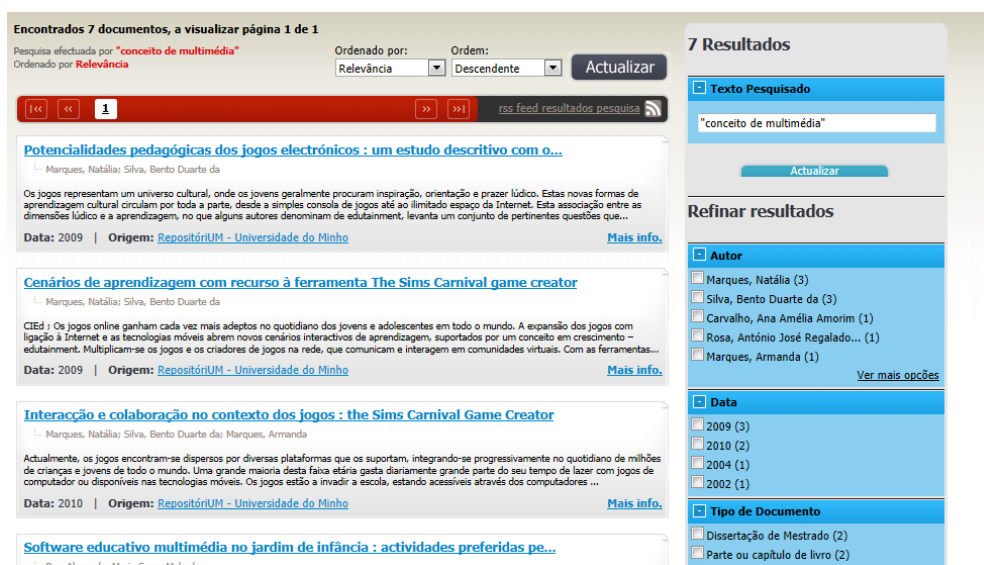 Encontrados 7 documentos, a visualizar página 1 de 1
Pesquisa efectuada por "conceito de multimédia"
Ordenado por Relevância
Ordenado por: Ordem:
Relevância Descendente Actualizar
1
rss feed resultados pesquisa
Potencialidades pedagógicas dos jogos electrónicos : um estudo descritivo com o...
Marques, Natália; Silva, Bento Duarte da
Os jogos representam um universo cultural, onde os jovens geralmente procuram inspiração, orientação e prazer lúdico. Estas novas formas de
aprendizagem cultural circulam por toda a parte, desde a simples consola de jogos até ao ilimitado espaço da Internet. Esta associação entre as
dimensões lúdico e a aprendizagem, no que alguns autores denominam de edutainment, levanta um conjunto de pertinentes questões que...
Data: 2009 | Origem: RepositóriUM - Universidade do Minho Mais info.
Cenários de aprendizagem com recurso à ferramenta The Sims Carnival game creator
Marques, Natália; Silva, Bento Duarte da
CIEd ; Os jogos online ganham cada vez mais adeptos no quotidiano dos jovens e adolescentes em todo o mundo. A expansão dos jogos com
ligação à Internet e as tecnologias móveis abrem novos cenários interactivos de aprendizagem, suportados por um conceito em crescimento –
edutainment. Multiplicam-se os jogos e os criadores de jogos na rede, que comunicam e interagem em comunidades virtuais. Com as ferramentas...
Data: 2009 | Origem: RepositóriUM - Universidade do Minho Mais info.
Interacção e colaboração no contexto dos jogos : the Sims Carnival Game Creator
Marques, Natália; Silva, Bento Duarte da; Marques, Armanda
Actualmente, os jogos encontram-se dispersos por diversas plataformas que os suportam, integrando-se progressivamente no quotidiano de milhões
de crianças e jovens de todo o mundo. Uma grande maioria desta faixa etária gasta diariamente grande parte do seu tempo de lazer com jogos de
computador ou disponíveis nas tecnologias móveis. Os jogos estão a invadir a escola, estando acessíveis através dos computadores ...
Data: 2010 | Origem: RepositóriUM - Universidade do Minho Mais info.
Software educativo multimédia no jardim de infância : actividades preferidas pe...
7 Resultados
Texto Pesquisado
"conceito de multimédia"
Actualizar
Refinar resultados
Autor
Marques, Natália (3)
Silva, Bento Duarte da (3)
Carvalho, Ana Amélia Amorim (1)
Rosa, António José Regalado... (1)
Marques, Armanda (1)
Ver mais opções
Data
2009 (3)
2010 (2)
2004 (1)
2002 (1)
Tipo de Documento
Dissertação de Mestrado (2)
Parte ou capítulo de livro (2)